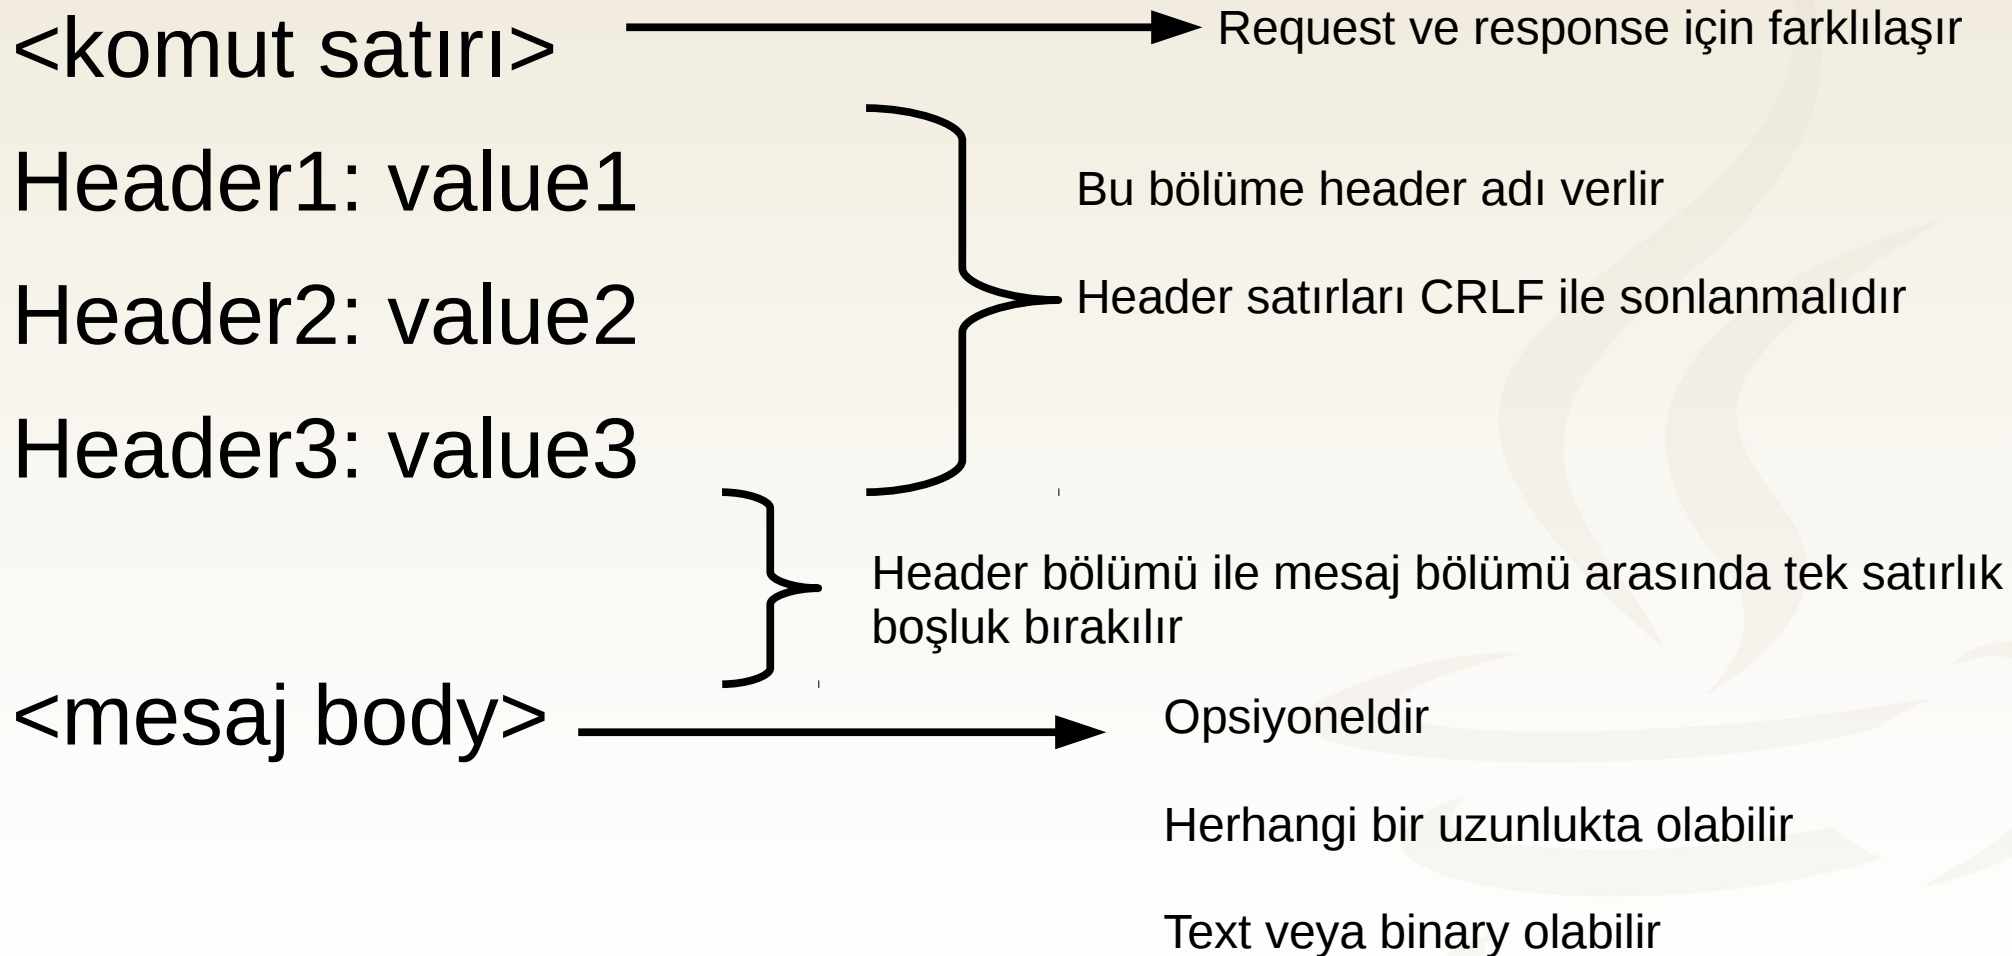 <komut satırı>
Request ve response için farklılaşır
Header1: value1
Bu bölüme header adı verlir
Header2: value2
Header satırları CRLF ile sonlanmalıdır
Header3: value3
Header bölümü ile mesaj bölümü arasında tek satırlık
boşluk bırakılır
<mesaj body>
Opsiyoneldir
Herhangi bir uzunlukta olabilir
Text veya binary olabilir